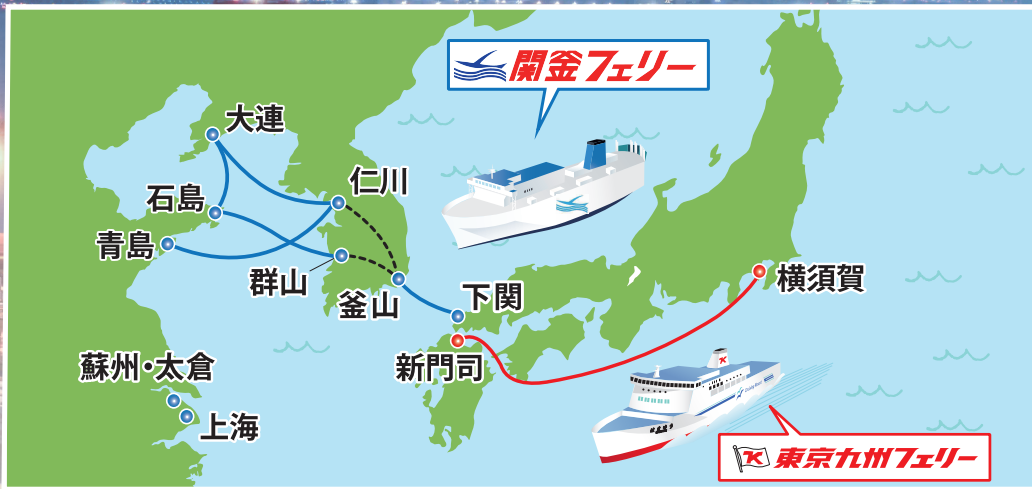 関釜フェリー
大連
仁川
石島
青島
群山
釜山
下関
横須賀
新門司
蘇州・太倉
上海
K
東京九州フェリー